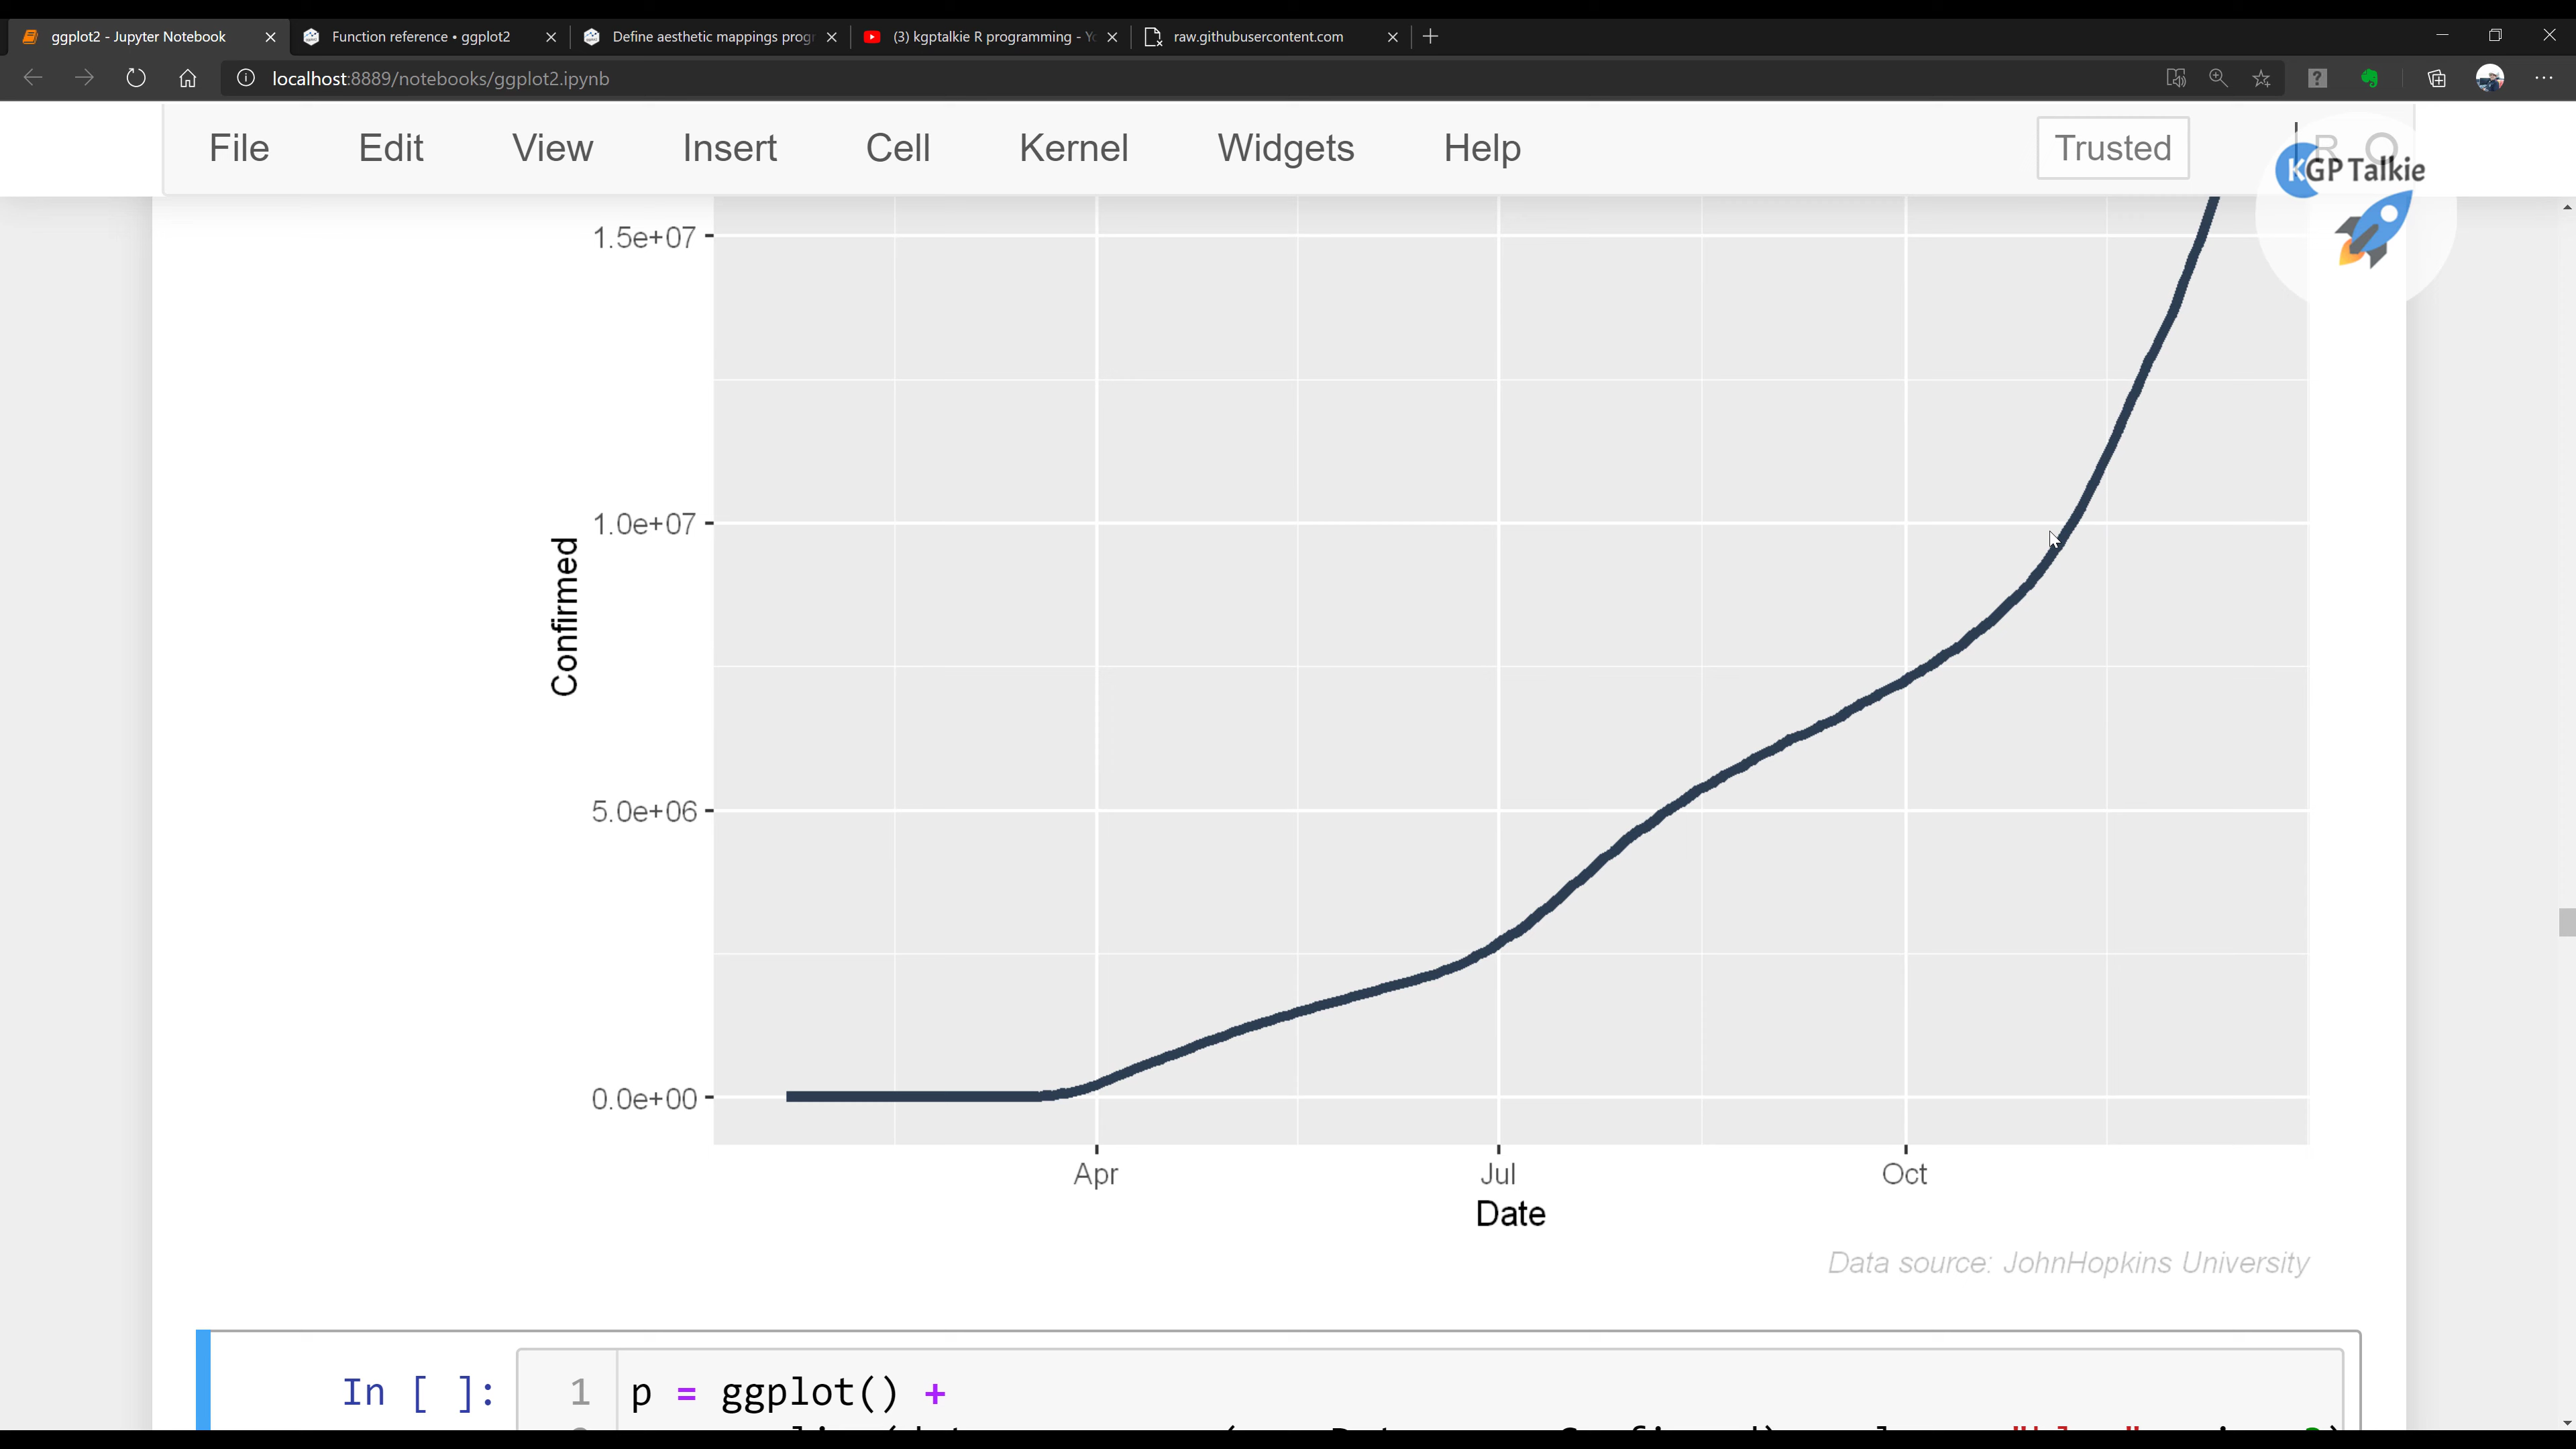 ggplot2 - Jupyter Notebook
Function reference • ggplot2
Define aesthetic mappings prog
(3) kgptalkie R programming - Yo
raw.githubusercontent.com
localhost:8889/notebooks/ggplot2.ipynb
File Edit View Insert Cell Kernel Widgets Help Trusted R
KGP Talkie
1.5e+07
1.0e+07
5.0e+06
0.0e+00
Confirmed
Apr Jul Oct
Date
Data source: JohnHopkins University
In [ ]: 1 p = ggplot() +